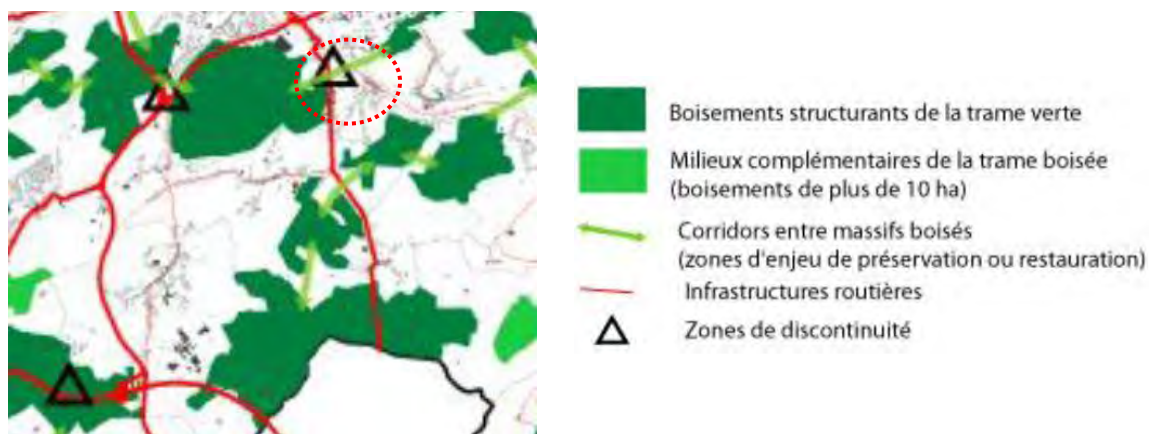 Boisements structurants de la trame verte
Milieux complémentaires de la trame boisée
(boisements de plus de 10 ha)
Corridors entre massifs boisés
(zones d'enjeu de préservation ou restauration)
Infrastructures routières
Zones de discontinuité